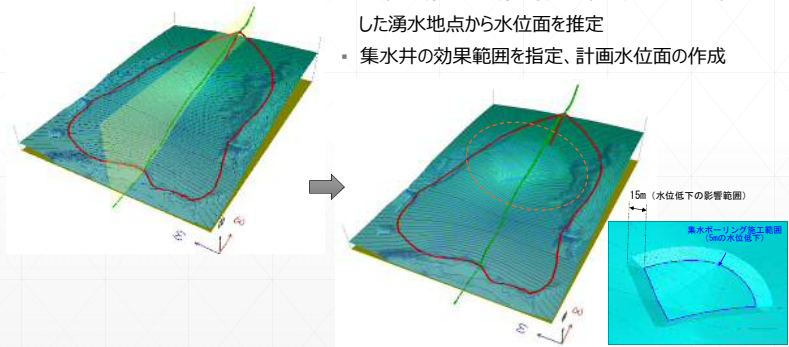 した湧水地点から水位面を推定
▪ 集水井の効果範囲を指定、計画水位面の作成
15m（水位低下の影響範囲）
集水ボーリング施工範囲
（5mの水位低下）